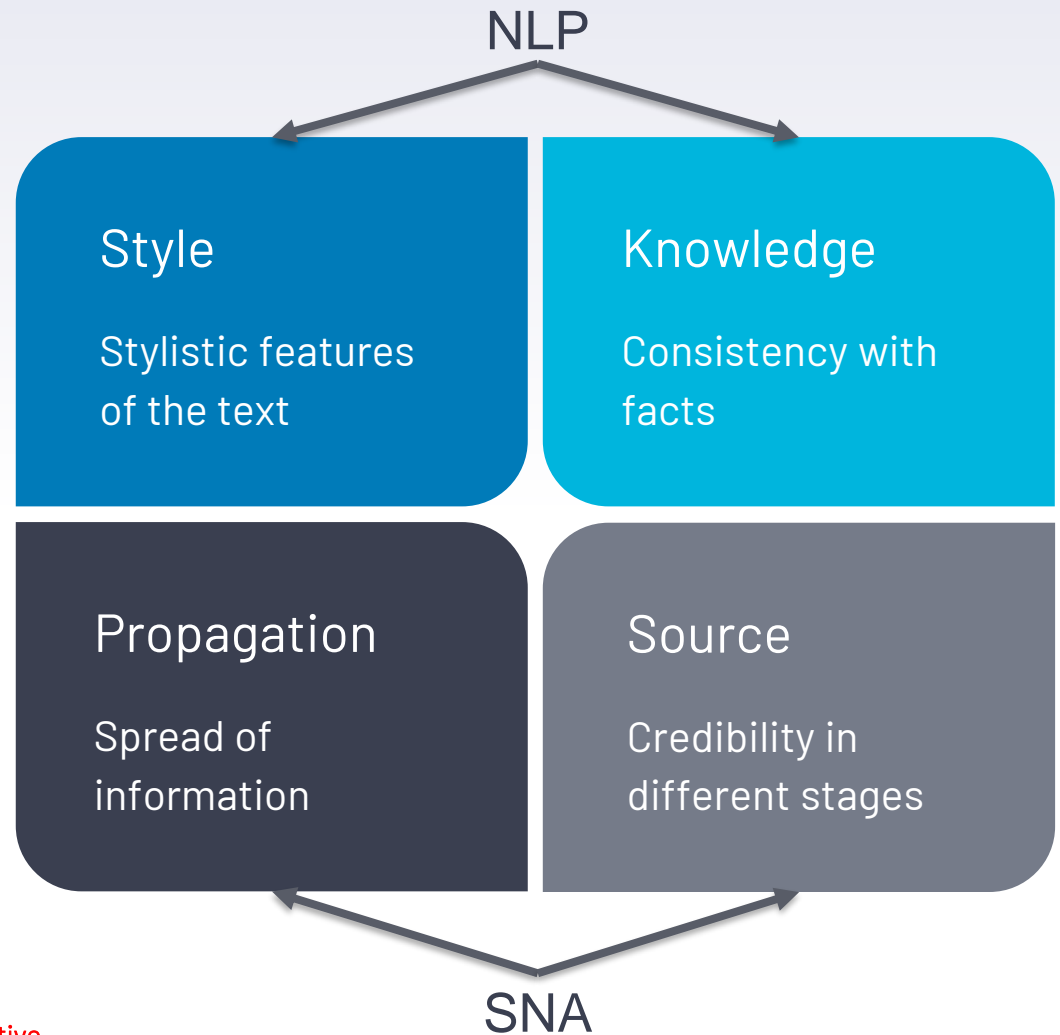 NLP
Style
Stylistic features
of the text
Knowledge
Consistency with
facts
Propagation
Spread of
information
Source
Credibility in
different stages
SNA